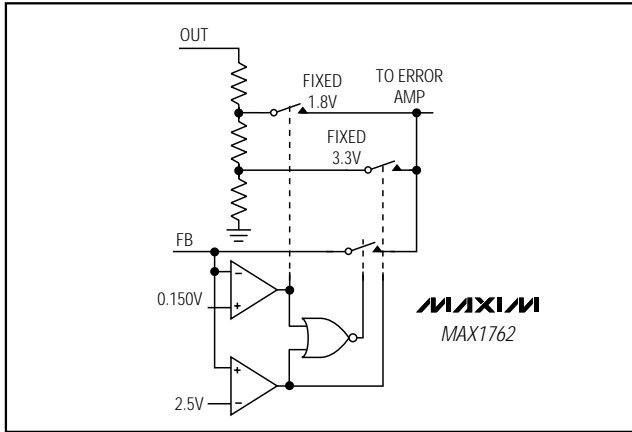 OUT
FIXED
1.8V
TO ERROR
AMP
FIXED
3.3V
FB
-
+
0.150V
+
-
2.5V
MAXIM
MAX1762